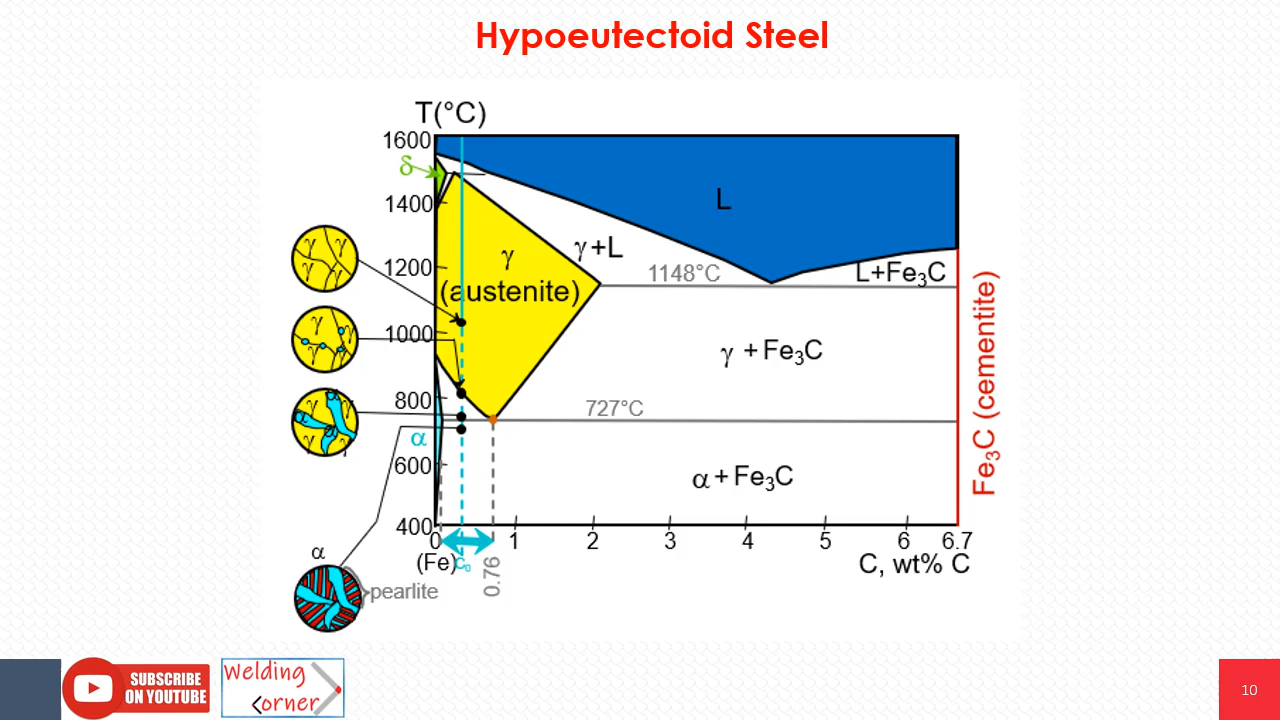 Hypoeutectoid Steel
T(°C)
1600
δ
1400
L
γ γ
γ γ
γ
γ+L
1200
1148°C
L+Fe₃C
(austenite)
γ γ
γ
1000
γ + Fe₃C
Fe₃C (cementite)
γ γ
γ γ
800
727°C
α
600
α + Fe₃C
400
0 1 2 3 4 5 6 6.7
(Fe) C₀ 0.76 C, wt% C
α
pearlite
SUBSCRIBE
ON YOUTUBE
Welding
Corner
10